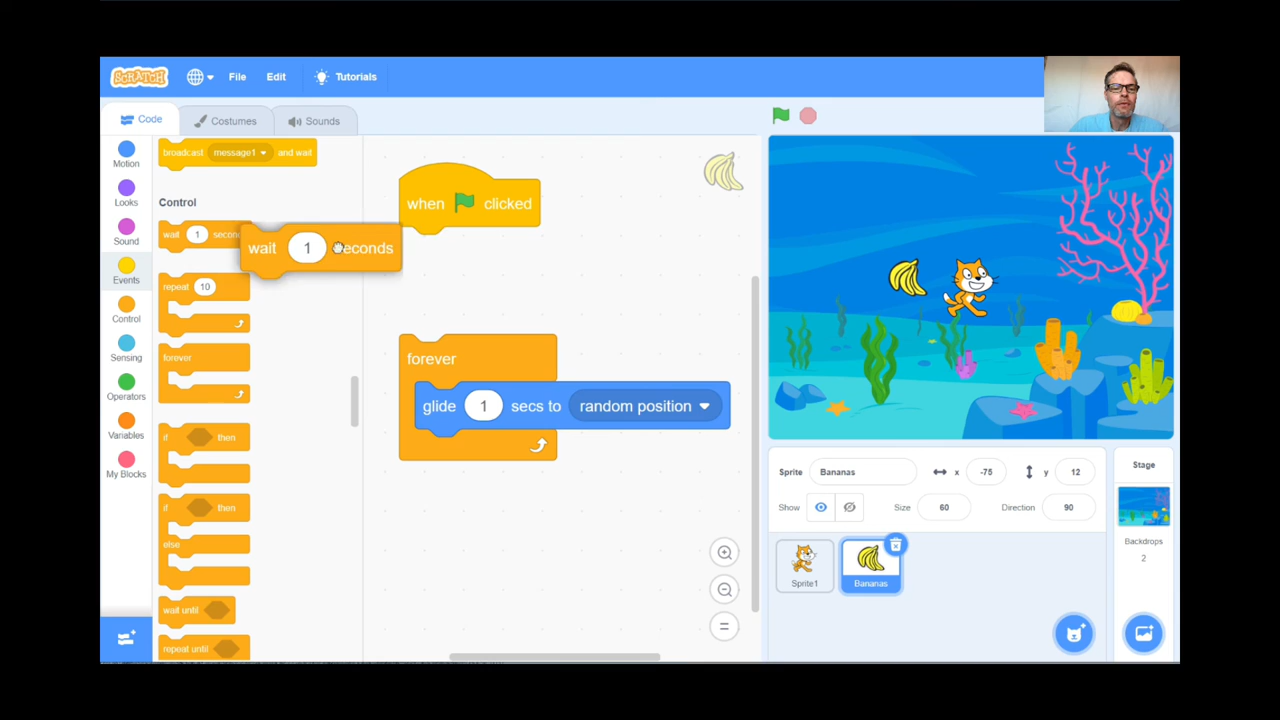 SCRATCH
File
Edit
Tutorials
Code
Costumes
Sounds
Motion
Looks
Sound
Events
Control
Sensing
Operators
Variables
My Blocks
broadcast message1 and wait
Control
wait 1
wait 1 seconds
repeat 10
forever
if then
if then
else
wait until
repeat until
when clicked
forever
glide 1 secs to random position
Sprite Bananas x -75 y 12
Show Size 60 Direction 90
Sprite1
Bananas
Stage
Backdrops
2